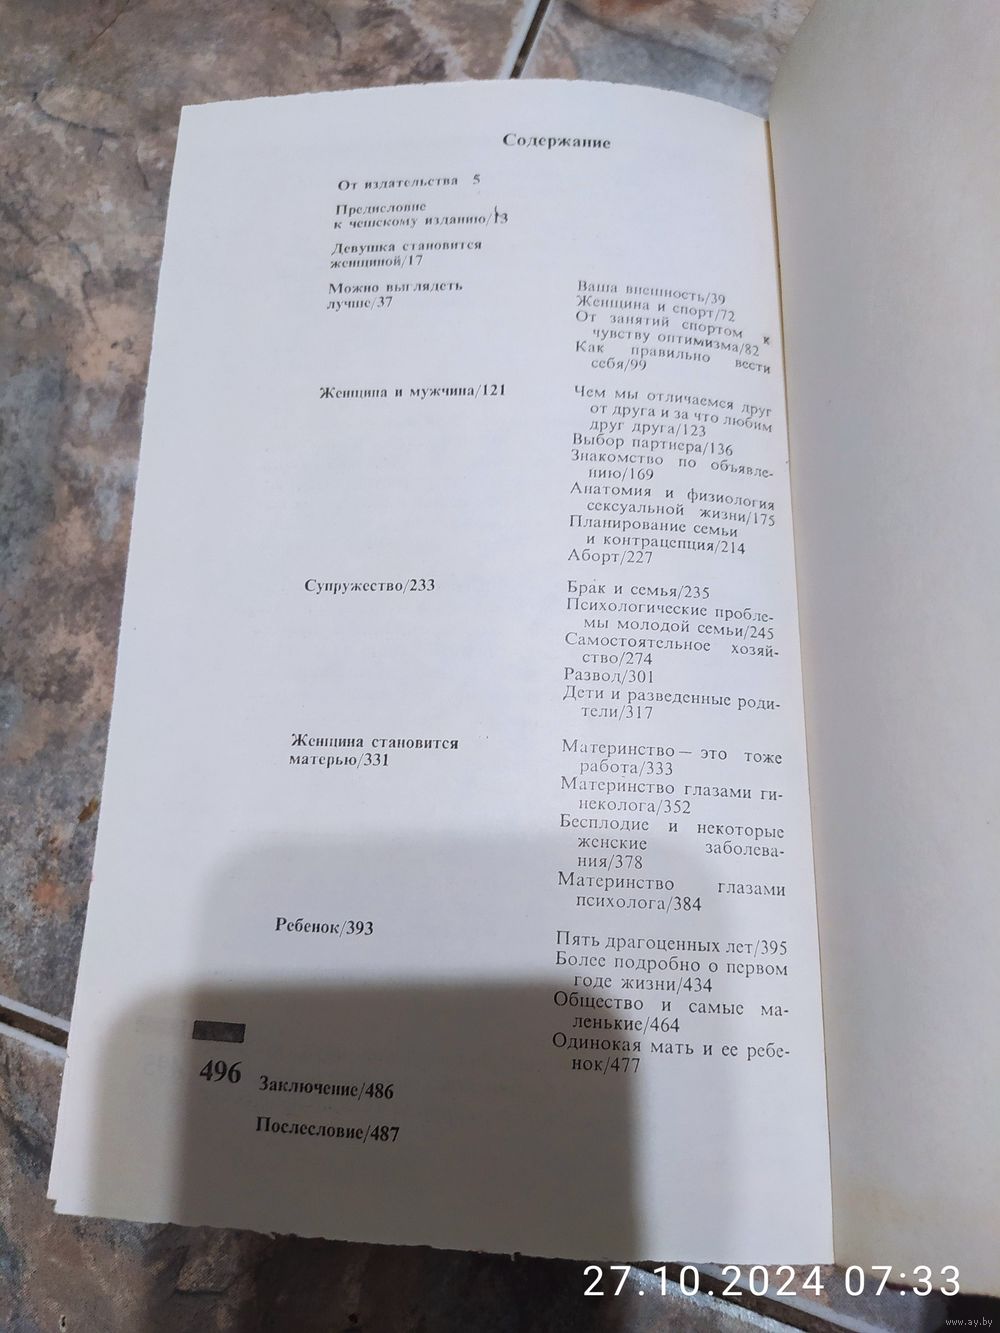 Содержание
От издательства 5
Предисловие
к чешскому изданию/13
Девушка становится
женщиной/17
Можно выглядеть
лучше/37
Ваша внешность/39
Женщина и спорт/72
От занятий спортом к
чувству оптимизма/82
Как правильно вести
себя/99
Женщина и мужчина/121
Чем мы отличаемся друг
от друга и за что любим
друг друга/123
Выбор партнера/136
Знакомство по объявле-
нию/169
Анатомия и физиология
сексуальной жизни/175
Планирование семьи
и контрацепция/214
Аборт/227
Супружество/233
Брак и семья/235
Психологические пробле-
мы молодой семьи/245
Самостоятельное хозяй-
ство/274
Развод/301
Дети и разведенные роди-
тели/317
Женщина становится
матерью/331
Материнство — это тоже
работа/333
Материнство глазами ги-
неколога/352
Бесплодие и некоторые
женские заболева-
ния/378
Материнство глазами
психолога/384
Ребенок/393
Пять драгоценных лет/395
Более подробно о первом
годе жизни/434
Общество и самые ма-
ленькие/464
Одинокая мать и ее ребе-
нок/477
496
Заключение/486
Послесловие/487
27.10.2024 07:33
www.ay.by